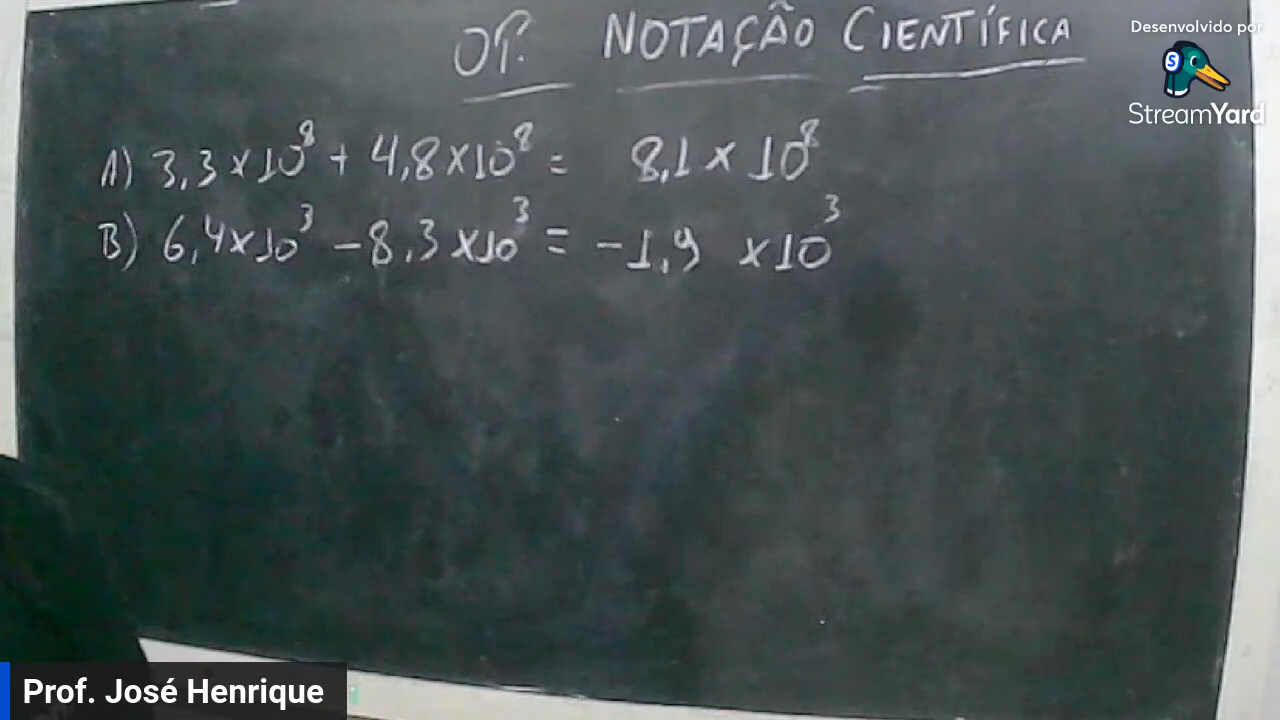 OP. NOTAÇÃO CIENTÍFICA
Desenvolvido por
StreamYard
A) 3,3 x 10⁸ + 4,8 x 10⁸ = 8,1 x 10⁸
B) 6,4 x 10³ - 8,3 x 10³ = -1,9 x 10³
Prof. José Henrique